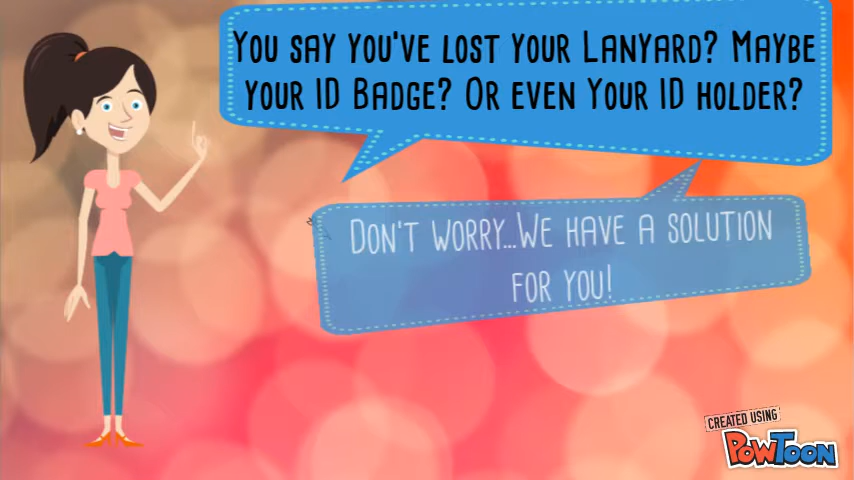 You say you've lost your Lanyard? Maybe
your ID Badge? Or even Your ID holder?
Don't worry...We have a solution
for you!
CREATED USING
PowToon